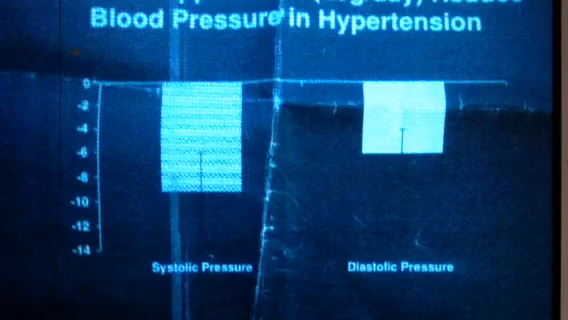 Blood Pressure in Hypertension
0
-2
-4
-6
-8
-10
-12
-14
Systolic Pressure
Diastolic Pressure